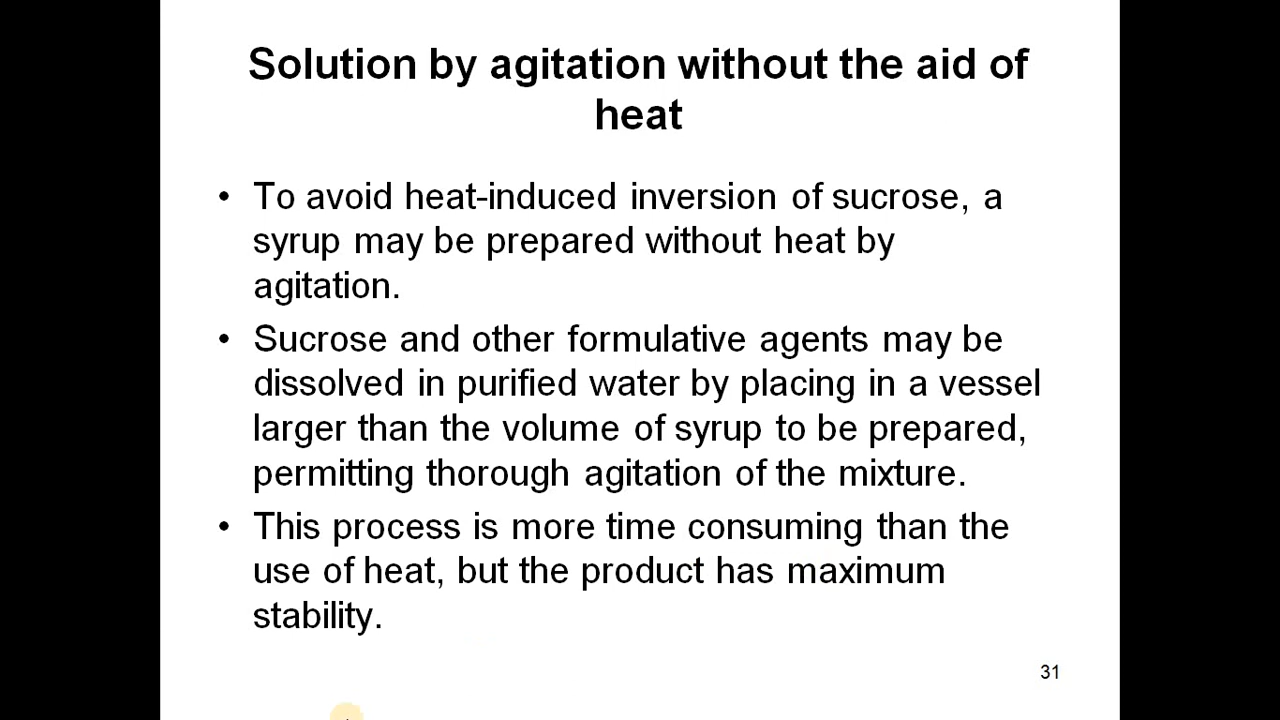 Solution by agitation without the aid of
heat
• To avoid heat-induced inversion of sucrose, a
syrup may be prepared without heat by
agitation.
• Sucrose and other formulative agents may be
dissolved in purified water by placing in a vessel
larger than the volume of syrup to be prepared,
permitting thorough agitation of the mixture.
• This process is more time consuming than the
use of heat, but the product has maximum
stability.
31